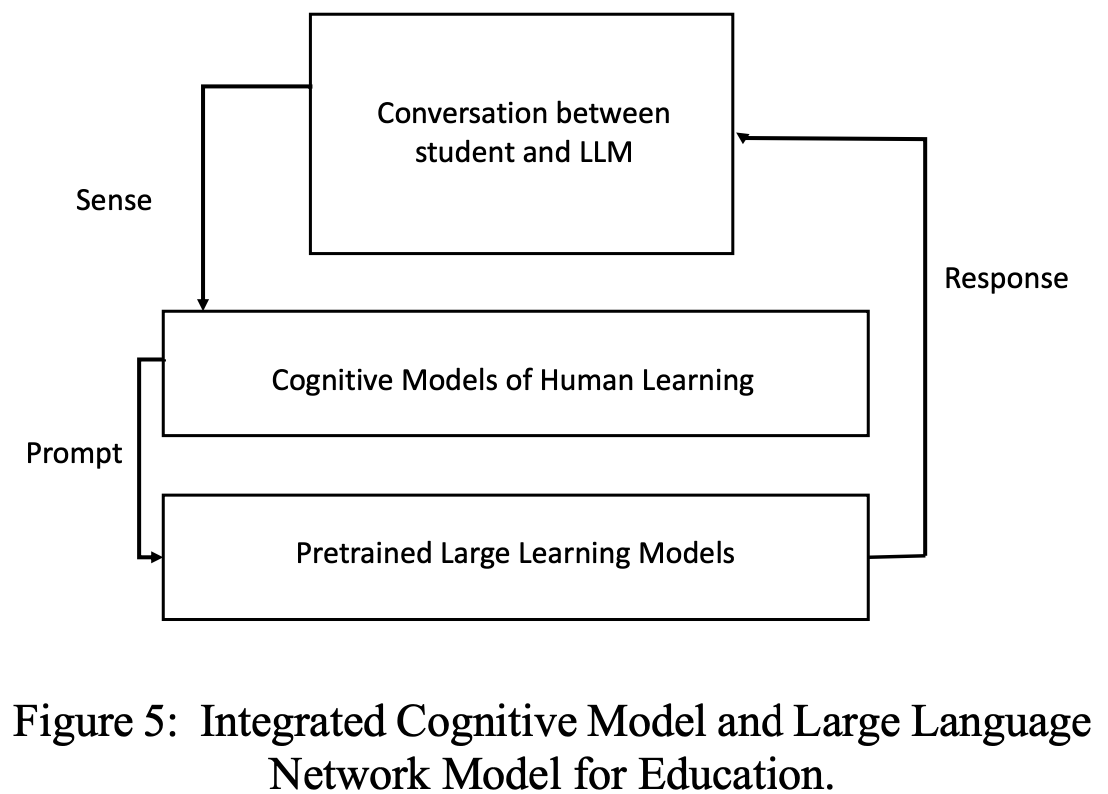 Conversation between
student and LLM
Sense
Response
Cognitive Models of Human Learning
Prompt
Pretrained Large Learning Models
Figure 5:  Integrated Cognitive Model and Large Language
Network Model for Education.